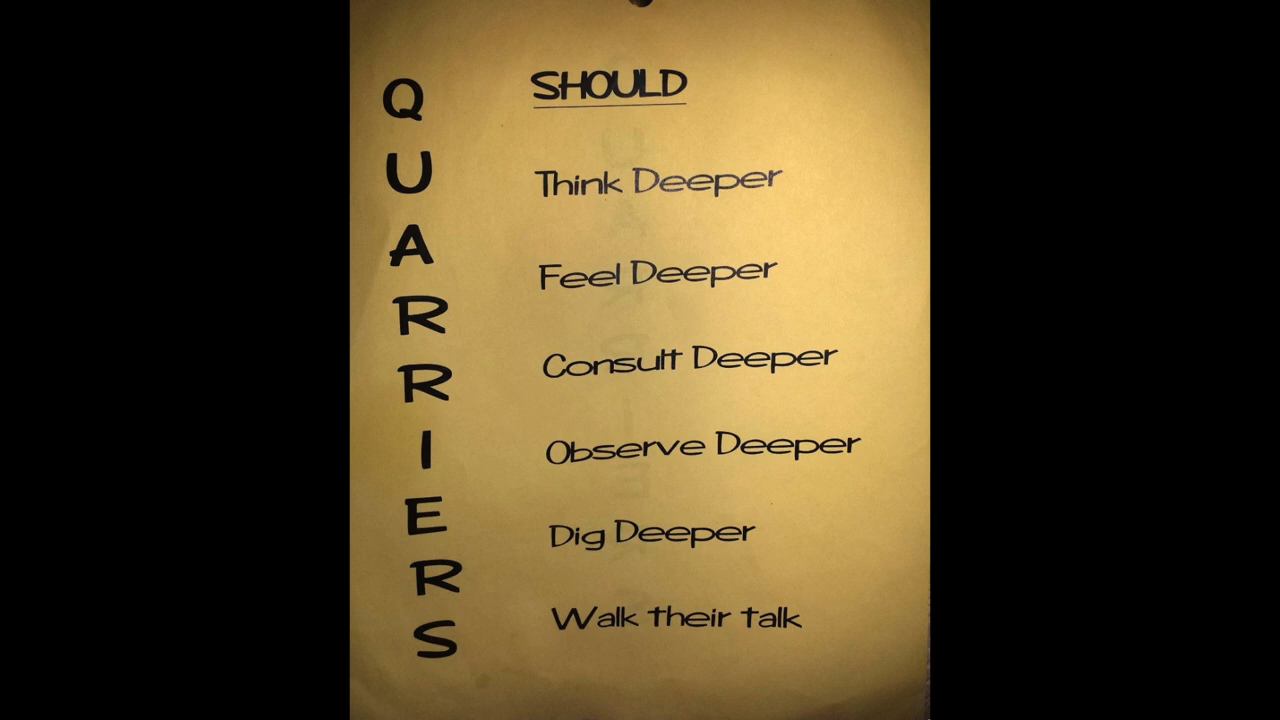 QUARRIERS
SHOULD
Think Deeper
Feel Deeper
Consult Deeper
Observe Deeper
Dig Deeper
Walk their talk